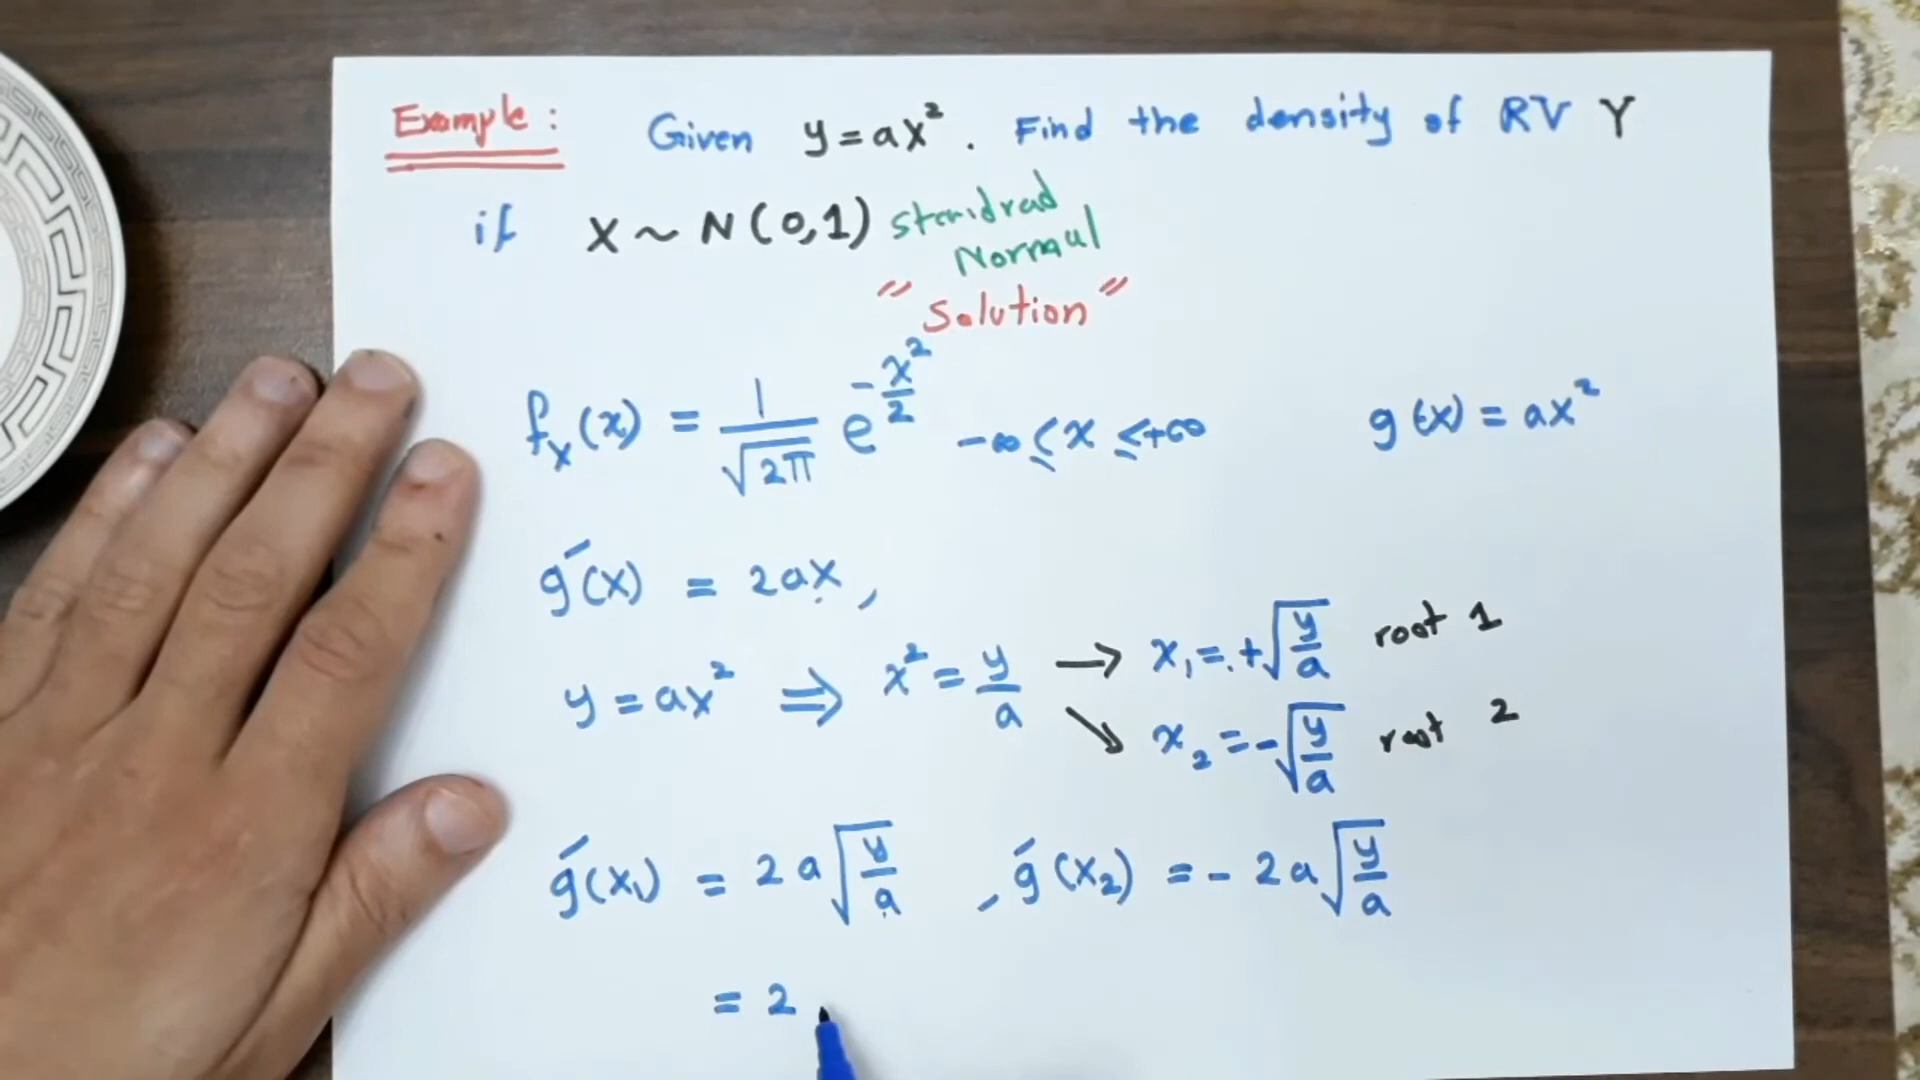 Example: Given y = ax². Find the density of RV Y
if X ~ N(0,1) standrad
Normal
"Solution"
fₓ(x) = 1/√2π e^(-x²/2) -∞ ≤ x ≤ +∞ g(x) = ax²
g´(x) = 2ax,
y = ax² ⇒ x² = y/a → x₁ = +√(y/a) root 1
↘ x₂ = -√(y/a) root 2
g´(x₁) = 2a√(y/a) , g´(x₂) = - 2a√(y/a)
= 2